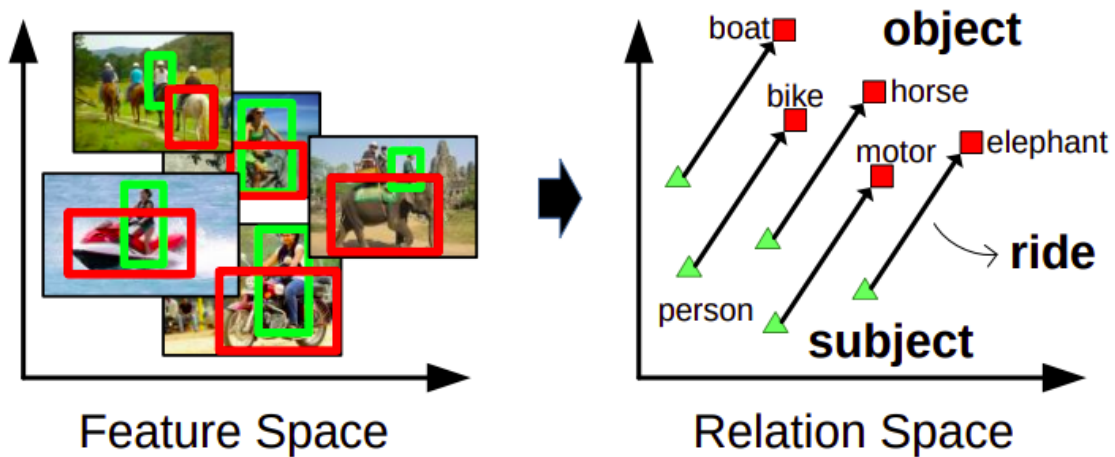 boat
object
bike
horse
motor
elephant
ride
person
subject
Feature Space
Relation Space